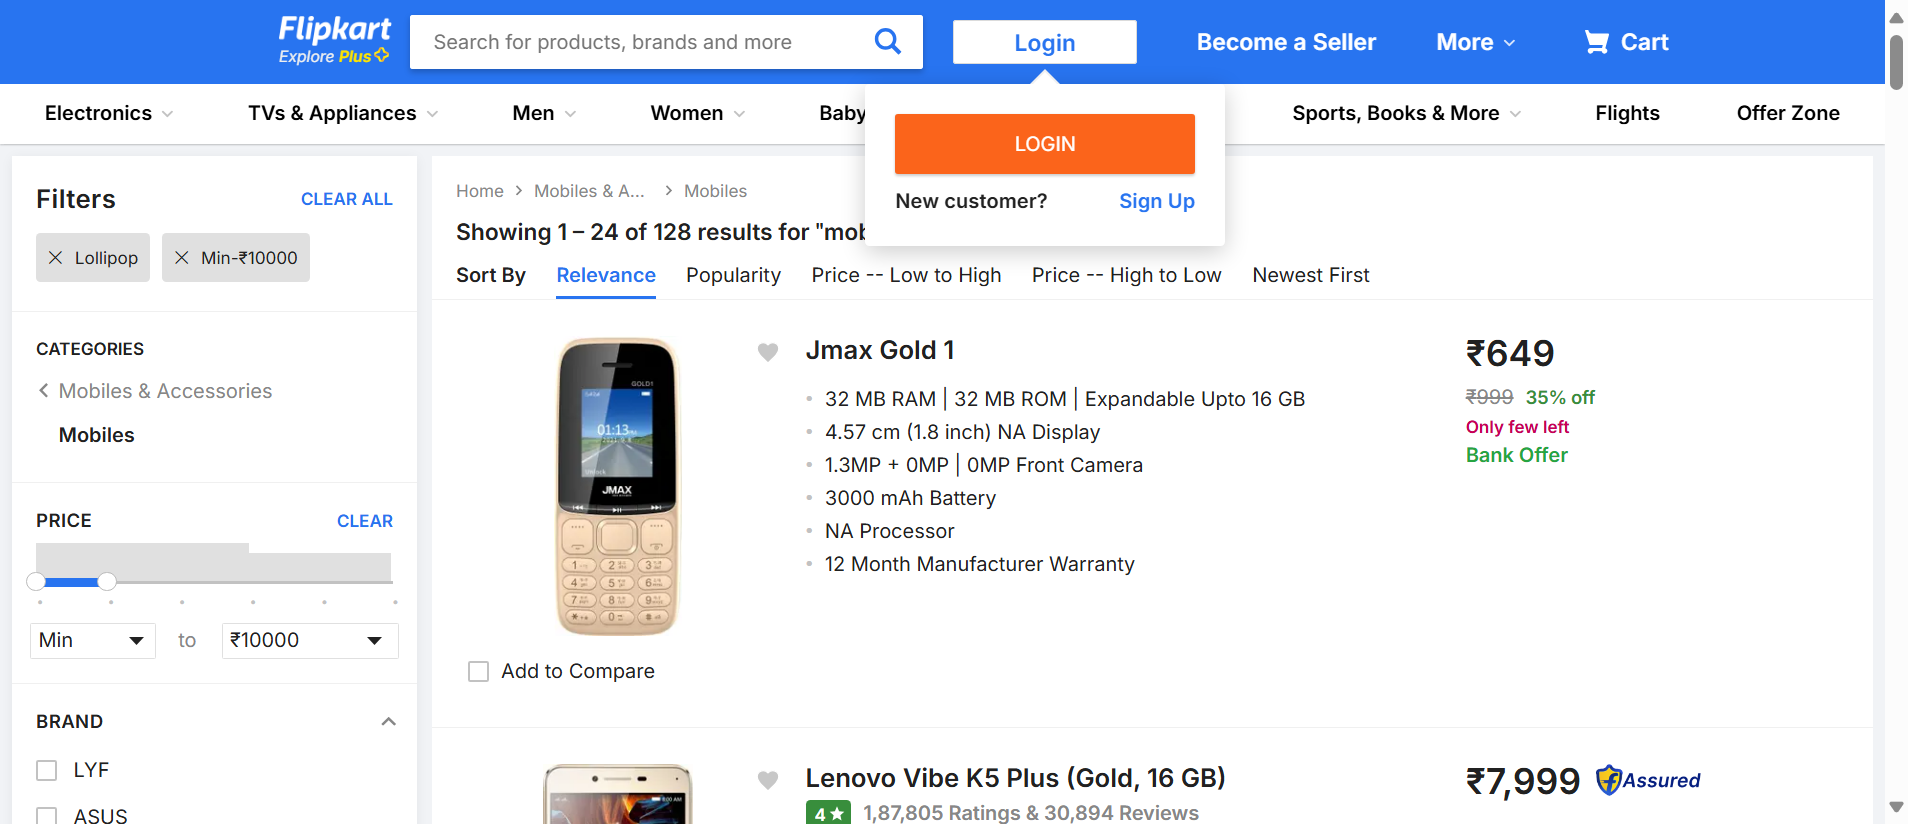 Flipkart
Explore Plus
Search for products, brands and more
Login
Become a Seller
More
Cart
Electronics
TVs & Appliances
Men
Women
Baby
Sports, Books & More
Flights
Offer Zone
LOGIN
New customer?
Sign Up
Filters
CLEAR ALL
Lollipop
Min-₹10000
CATEGORIES
Mobiles & Accessories
Mobiles
PRICE
CLEAR
Min
to
₹10000
BRAND
LYF
ASUS
Home
Mobiles & A...
Mobiles
Showing 1 – 24 of 128 results for "mob
Sort By
Relevance
Popularity
Price -- Low to High
Price -- High to Low
Newest First
GOLD1
01:13
JMAX
Add to Compare
Jmax Gold 1
32 MB RAM | 32 MB ROM | Expandable Upto 16 GB
4.57 cm (1.8 inch) NA Display
1.3MP + 0MP | 0MP Front Camera
3000 mAh Battery
NA Processor
12 Month Manufacturer Warranty
₹649
₹999 35% off
Only few left
Bank Offer
Lenovo Vibe K5 Plus (Gold, 16 GB)
4 1,87,805 Ratings & 30,894 Reviews
₹7,999
Assured